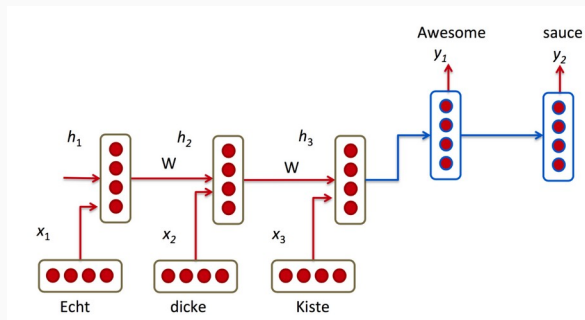 Awesome sauce
y1 y2
h1 h2 h3
W W
x1 x2 x3
Echt dicke Kiste